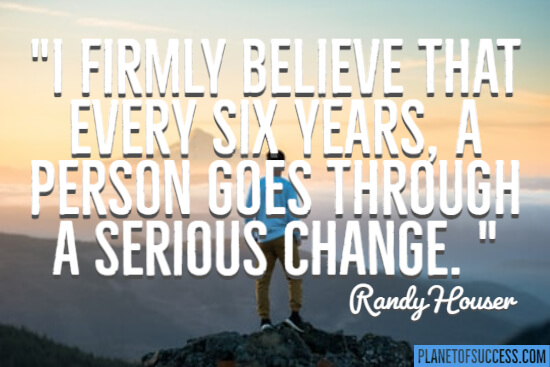 "I FIRMLY BELIEVE THAT
EVERY SIX YEARS, A
PERSON GOES THROUGH
A SERIOUS CHANGE. "
Randy Houser
PLANETOFSUCCESS.COM